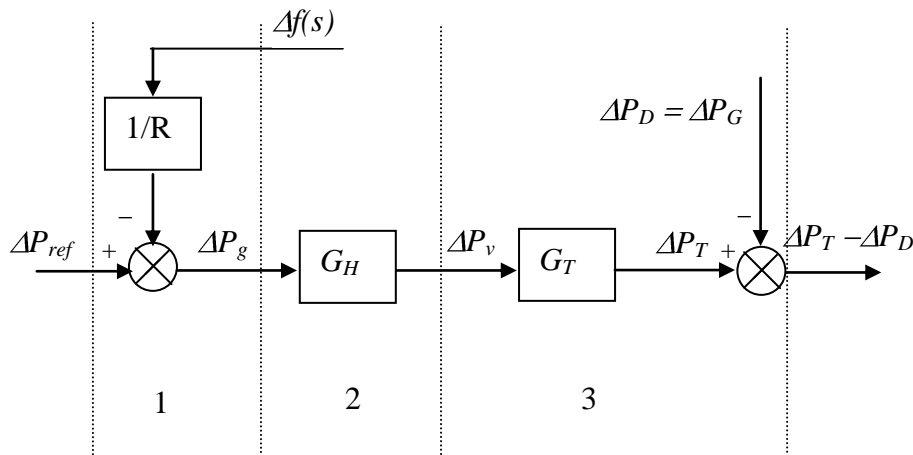 Δf(s)
1/R
ΔP_D = ΔP_G
−
−
ΔP_ref
+
ΔP_g
G_H
ΔP_v
G_T
ΔP_T
+
ΔP_T − ΔP_D
1
2
3